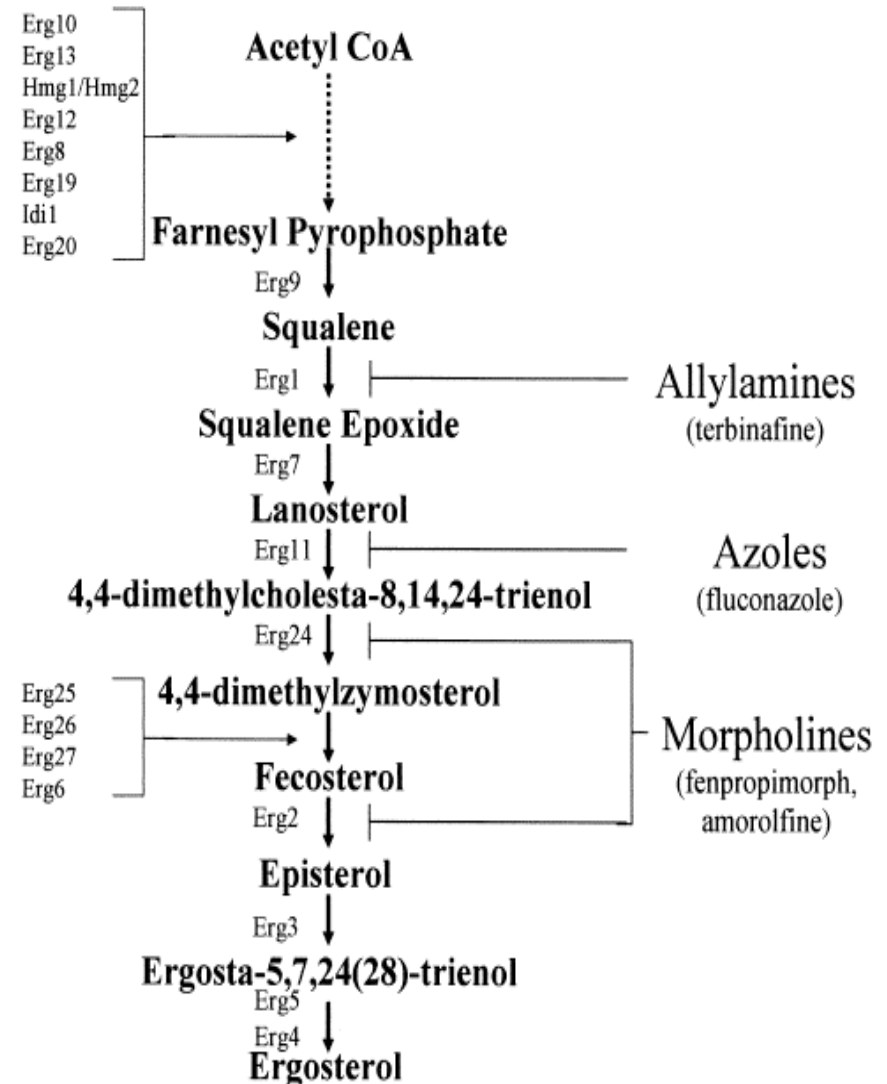 Erg10
Erg13
Hmg1/Hmg2
Erg12
Erg8
Erg19
Idi1
Erg20
Acetyl CoA
Farnesyl Pyrophosphate
Erg9
Squalene
Erg1
Allylamines
(terbinafine)
Squalene Epoxide
Erg7
Lanosterol
Erg11
Azoles
(fluconazole)
4,4-dimethylcholesta-8,14,24-trienol
Erg24
4,4-dimethylzymosterol
Erg25
Erg26
Erg27
Erg6
Morpholines
(fenpropimorph,
amorolfine)
Fecosterol
Erg2
Episterol
Erg3
Ergosta-5,7,24(28)-trienol
Erg5
Erg4
Ergosterol